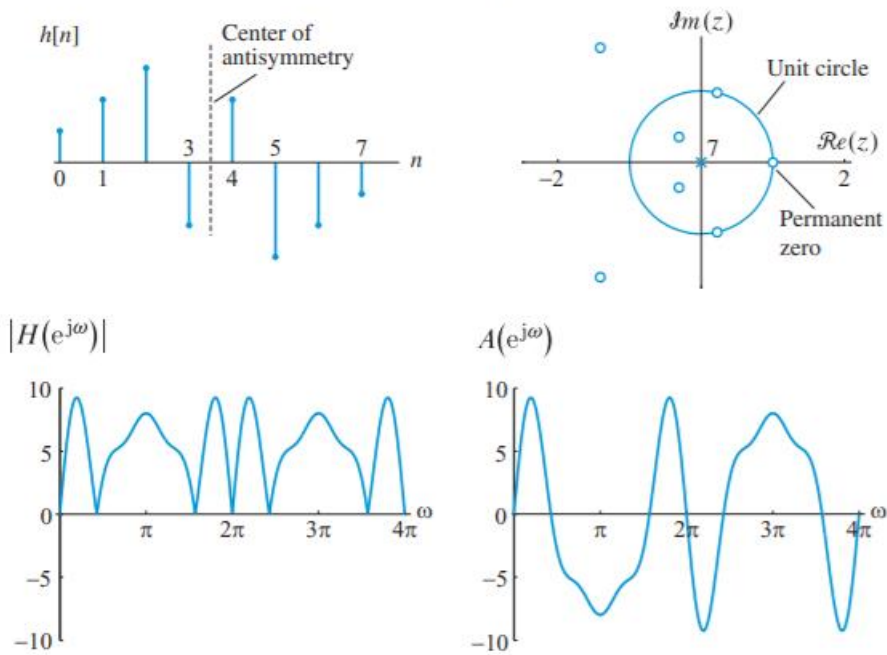 h[n]
Center of
antisymmetry
3
5
7
n
0
1
4
ℐm(z)
Unit circle
7
ℛe(z)
−2
2
Permanent
zero
|H(e^{jω})|
10
5
0
−5
−10
π
2π
3π
4π
ω
A(e^{jω})
10
5
0
−5
−10
π
2π
3π
4π
ω